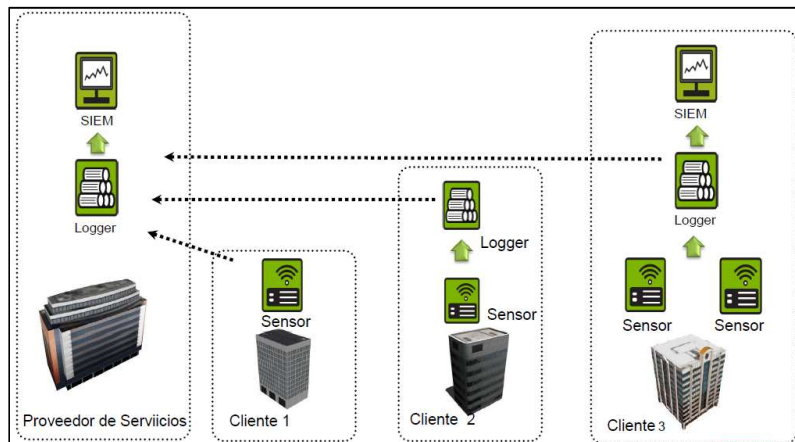 SIEM
Logger
Proveedor de Serviicios
Sensor
Cliente 1
Logger
Sensor
Cliente 2
SIEM
Logger
Sensor Sensor
Cliente 3